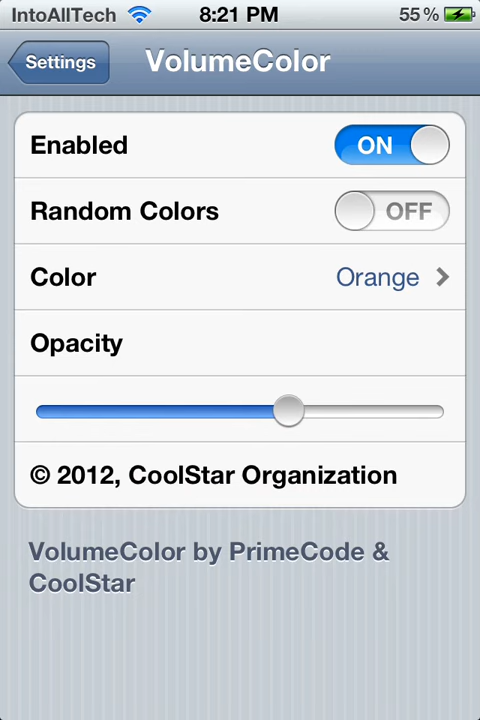 IntoAllTech 8:21 PM 55%
Settings VolumeColor
Enabled ON
Random Colors OFF
Color Orange
Opacity
© 2012, CoolStar Organization
VolumeColor by PrimeCode &
CoolStar